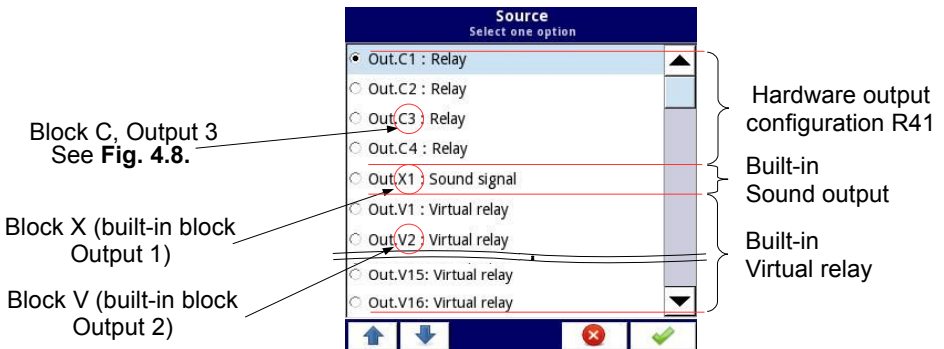 Source
Select one option
Out.C1 : Relay
Out.C2 : Relay
Out.C3 : Relay
Out.C4 : Relay
Out.X1 : Sound signal
Out.V1 : Virtual relay
Out.V2 : Virtual relay
Out.V15: Virtual relay
Out.V16: Virtual relay
Block C, Output 3
See Fig. 4.8.
Block X (built-in block
Output 1)
Block V (built-in block
Output 2)
Hardware output
configuration R41
Built-in
Sound output
Built-in
Virtual relay